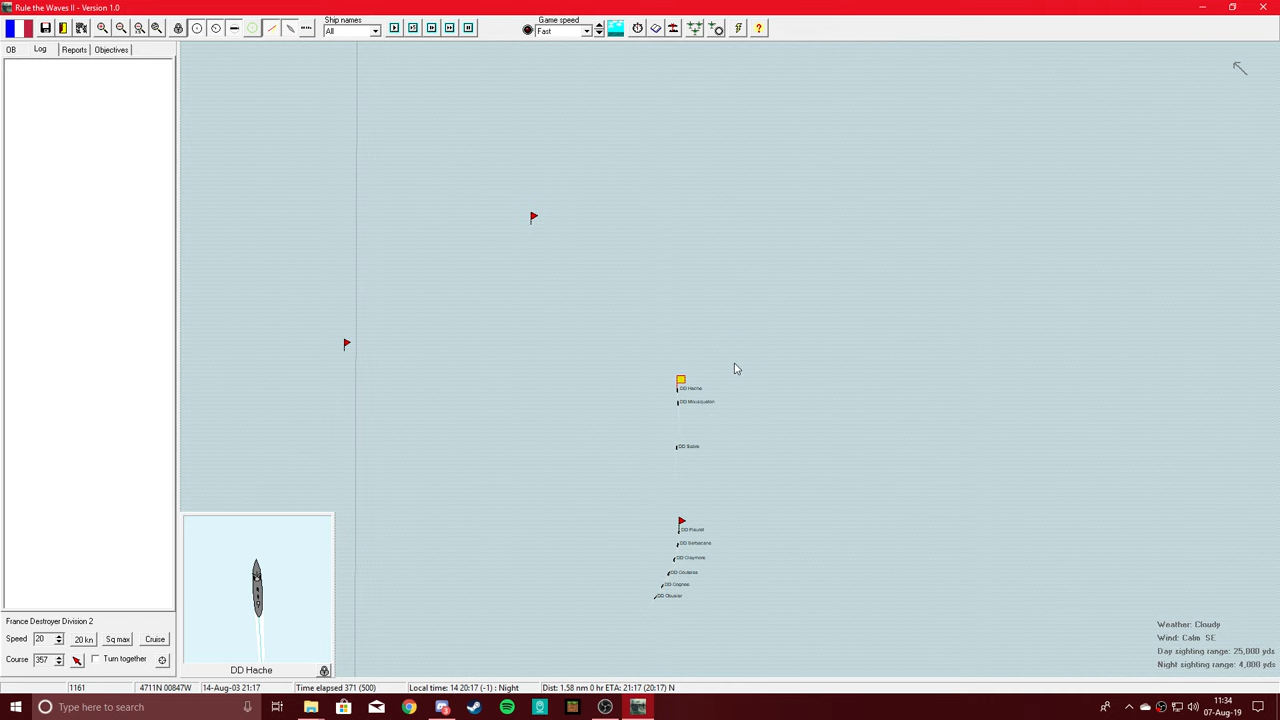 Rule the Waves II - Version 1.0
Ship names
All
Game speed
Fast
OB
Log
Reports
Objectives
DD Hache
DD Mousqueton
DD Sabre
DD Fleuret
DD Sarbacane
DD Claymore
DD Coutelas
DD Cognee
DD Obusier
France Destroyer Division 2
Speed 20 20 kn Sq max Cruise
Course 357 Turn together
DD Hache
Weather: Cloudy
Wind: Calm SE
Day sighting range: 25,000 yds
Night sighting range: 4,000 yds
1161 4711N 00847W 14-Aug-03 21:17 Time elapsed 371 (500) Local time: 14 20:17 (-1) : Night Dist: 1.58 nm 0 hr ETA: 21:17 (20:17) N
Type here to search
11:34
07-Aug-19